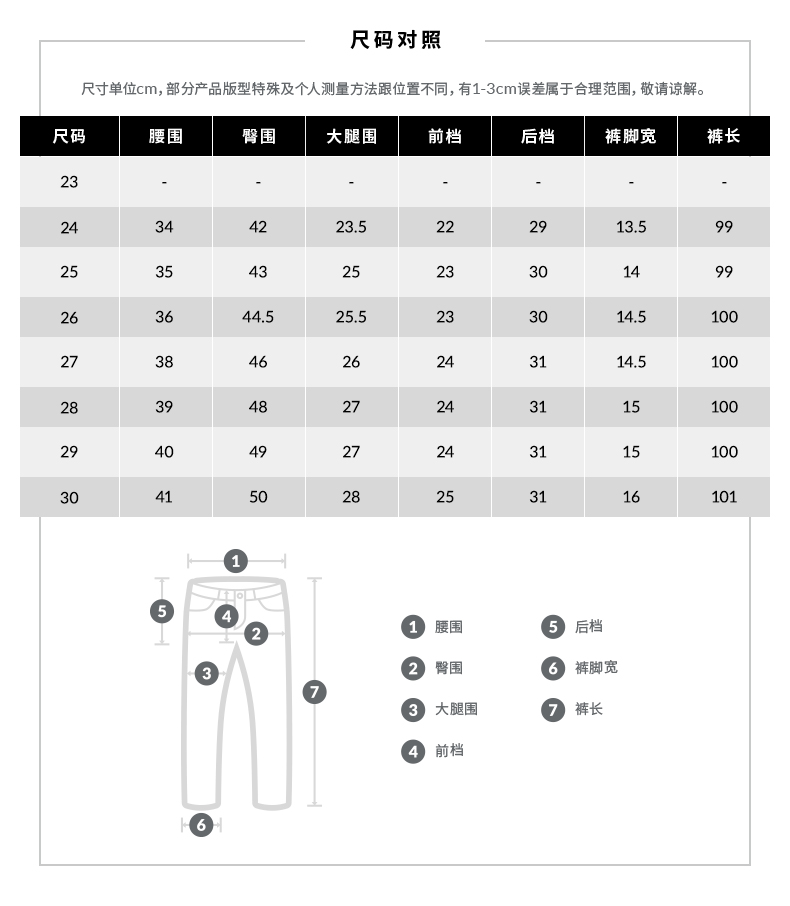 尺码对照
尺寸单位cm，部分产品版型特殊及个人测量方法跟位置不同，有1-3cm误差属于合理范围，敬请谅解。
尺码 腰围 臀围 大腿围 前档 后档 裤脚宽 裤长
23 - - - - - - -
24 34 42 23.5 22 29 13.5 99
25 35 43 25 23 30 14 99
26 36 44.5 25.5 23 30 14.5 100
27 38 46 26 24 31 14.5 100
28 39 48 27 24 31 15 100
29 40 49 27 24 31 15 100
30 41 50 28 25 31 16 101
1
5
4
2
3
7
6
1 腰围
2 臀围
3 大腿围
4 前档
5 后档
6 裤脚宽
7 裤长